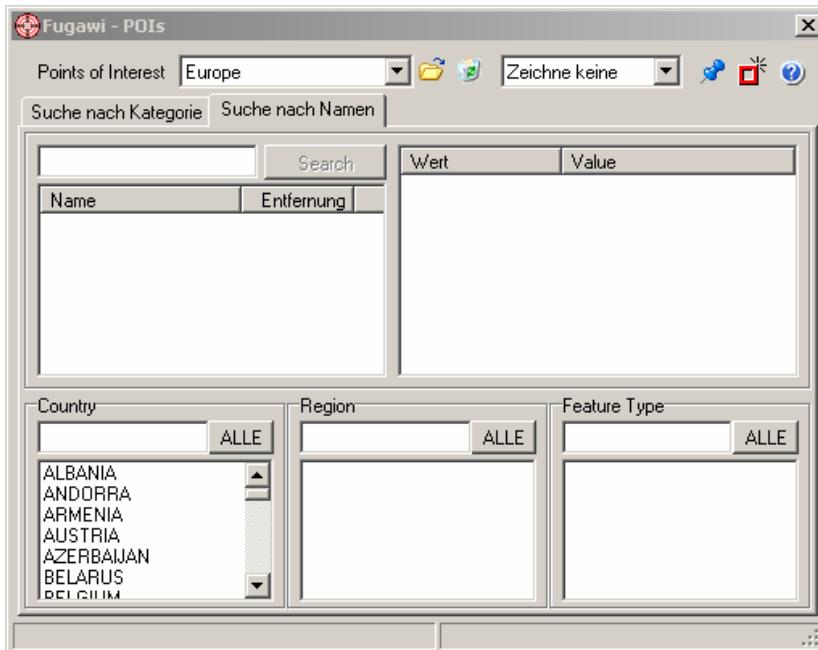 Fugawi - POIs
Points of Interest Europe Zeichne keine
Suche nach Kategorie Suche nach Namen
Search
Wert Value
Name Entfernung
Country Region Feature Type
ALLE ALLE ALLE
ALBANIA
ANDORRA
ARMENIA
AUSTRIA
AZERBAIJAN
BELARUS
BELGIUM